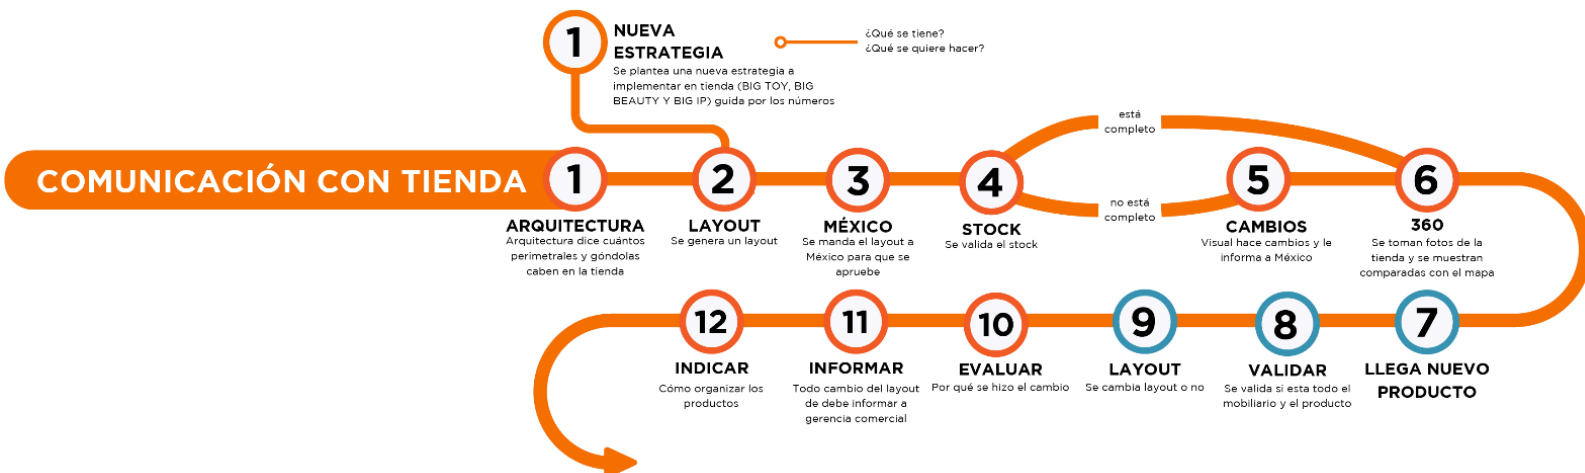 1
NUEVA
ESTRATEGIA
Se plantea una nueva estrategia a
implementar en tienda (BIG TOY, BIG
BEAUTY Y BIG IP) guida por los números
¿Qué se tiene?
¿Qué se quiere hacer?
COMUNICACIÓN CON TIENDA
1
ARQUITECTURA
Arquitectura dice cuántos
perimetrales y góndolas
caben en la tienda
2
LAYOUT
Se genera un layout
3
MÉXICO
Se manda el layout a
México para que se
apruebe
4
STOCK
Se valida el stock
está
completo
no está
completo
5
CAMBIOS
Visual hace cambios y le
informa a México
6
360
Se toman fotos de la
tienda y se muestran
comparadas con el mapa
7
LLEGA NUEVO
PRODUCTO
8
VALIDAR
Se valida si esta todo el
mobiliario y el producto
9
LAYOUT
Se cambia layout o no
10
EVALUAR
Por qué se hizo el cambio
11
INFORMAR
Todo cambio del layout
de debe informar a
gerencia comercial
12
INDICAR
Cómo organizar los
productos